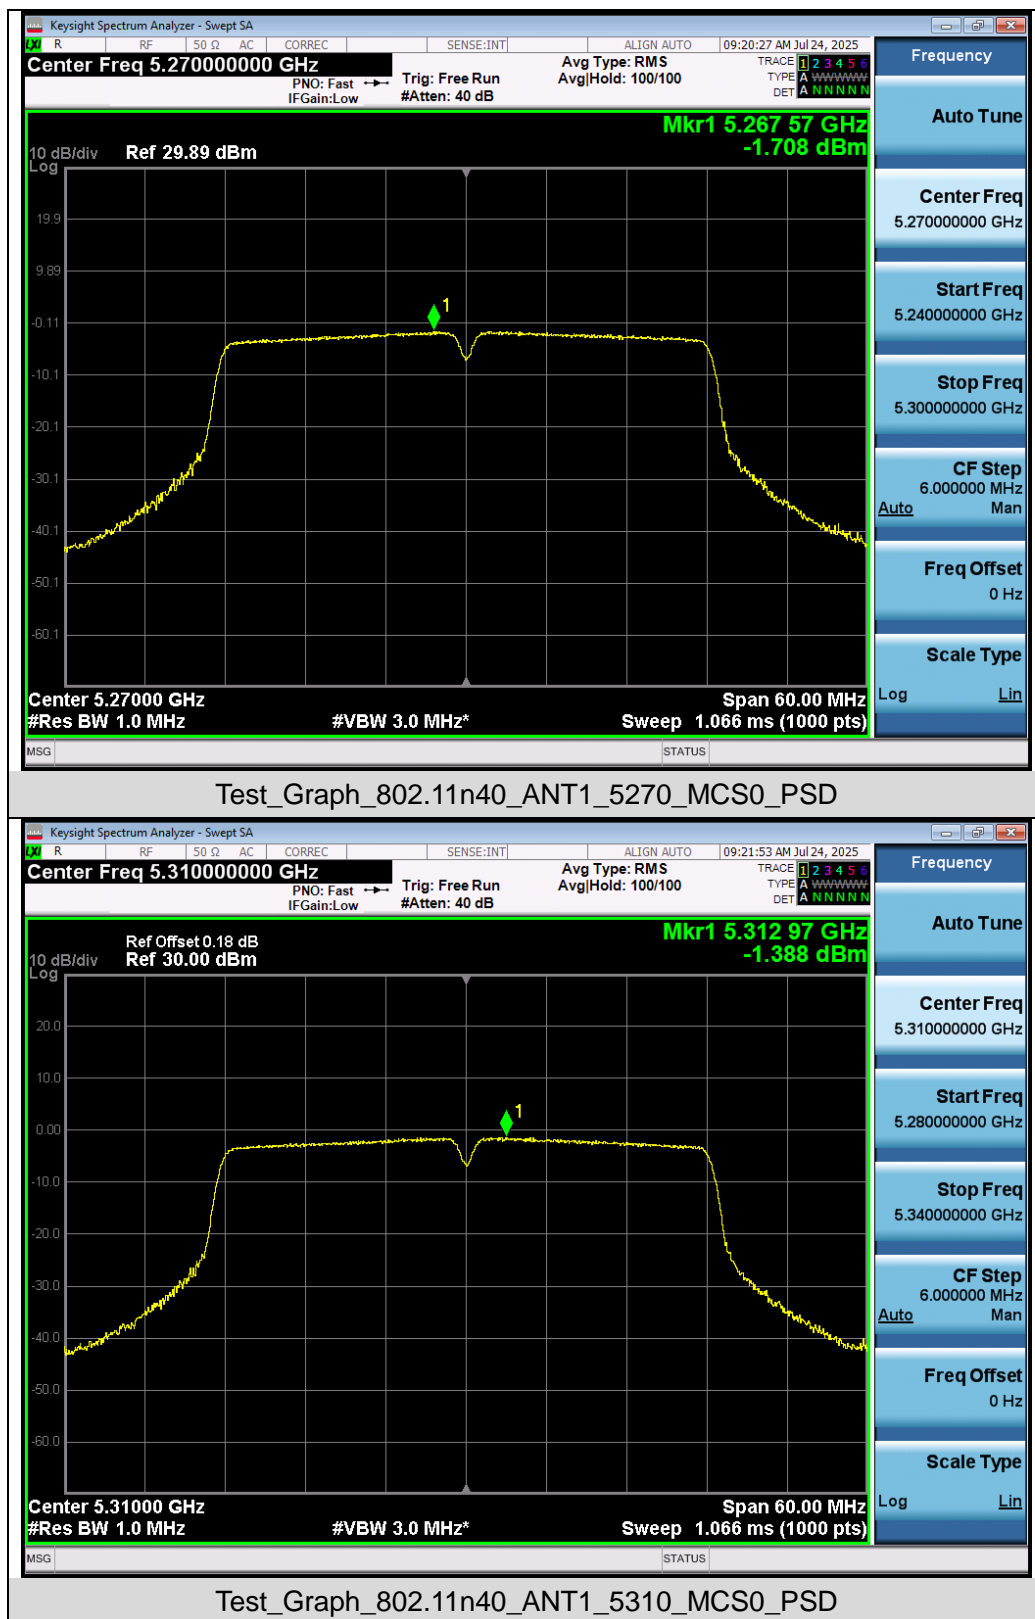 Keysight Spectrum Analyzer - Swept SA
LXI R RF 50 Ω AC CORREC SENSE:INT ALIGN AUTO 09:20:27 AM Jul 24, 2025
Center Freq 5.270000000 GHz
PNO: Fast
IFGain:Low
Trig: Free Run
#Atten: 40 dB
Avg Type: RMS
Avg|Hold: 100/100
TRACE 1 2 3 4 5 6
TYPE A WWWWW
DET A N N N N N
Mkr1 5.267 57 GHz
-1.708 dBm
10 dB/div Ref 29.89 dBm
Log
19.9
9.89
1
-0.11
-10.1
-20.1
-30.1
-40.1
-50.1
-60.1
Center 5.27000 GHz Span 60.00 MHz
#Res BW 1.0 MHz #VBW 3.0 MHz* Sweep 1.066 ms (1000 pts)
MSG STATUS
Frequency
Auto Tune
Center Freq
5.270000000 GHz
Start Freq
5.240000000 GHz
Stop Freq
5.300000000 GHz
CF Step
6.000000 MHz
Auto Man
Freq Offset
0 Hz
Scale Type
Log Lin
Test_Graph_802.11n40_ANT1_5270_MCS0_PSD
Keysight Spectrum Analyzer - Swept SA
LXI R RF 50 Ω AC CORREC SENSE:INT ALIGN AUTO 09:21:53 AM Jul 24, 2025
Center Freq 5.310000000 GHz
PNO: Fast
IFGain:Low
Trig: Free Run
#Atten: 40 dB
Avg Type: RMS
Avg|Hold: 100/100
TRACE 1 2 3 4 5 6
TYPE A WWWWW
DET A N N N N N
Mkr1 5.312 97 GHz
-1.388 dBm
Ref Offset 0.18 dB
10 dB/div Ref 30.00 dBm
Log
20.0
10.0
1
0.00
-10.0
-20.0
-30.0
-40.0
-50.0
-60.0
Center 5.31000 GHz Span 60.00 MHz
#Res BW 1.0 MHz #VBW 3.0 MHz* Sweep 1.066 ms (1000 pts)
MSG STATUS
Frequency
Auto Tune
Center Freq
5.310000000 GHz
Start Freq
5.280000000 GHz
Stop Freq
5.340000000 GHz
CF Step
6.000000 MHz
Auto Man
Freq Offset
0 Hz
Scale Type
Log Lin
Test_Graph_802.11n40_ANT1_5310_MCS0_PSD